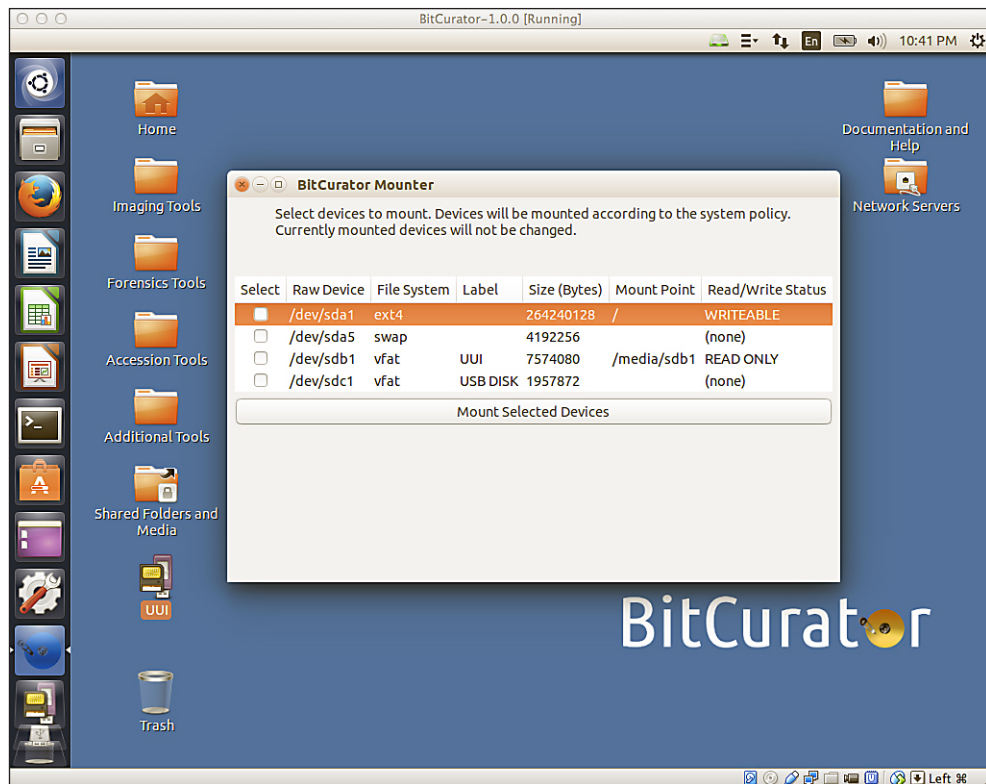 BitCurator-1.0.0 [Running]
En 10:41 PM
Home
Imaging Tools
Forensics Tools
Accession Tools
Additional Tools
Shared Folders and
Media
UUI
Trash
Documentation and
Help
Network Servers
BitCurator Mounter
Select devices to mount. Devices will be mounted according to the system policy.
Currently mounted devices will not be changed.
Select Raw Device File System Label Size (Bytes) Mount Point Read/Write Status
/dev/sda1 ext4 264240128 / WRITEABLE
/dev/sda5 swap 4192256 (none)
/dev/sdb1 vfat UUI 7574080 /media/sdb1 READ ONLY
/dev/sdc1 vfat USB DISK 1957872 (none)
Mount Selected Devices
BitCurator
Left ⌘